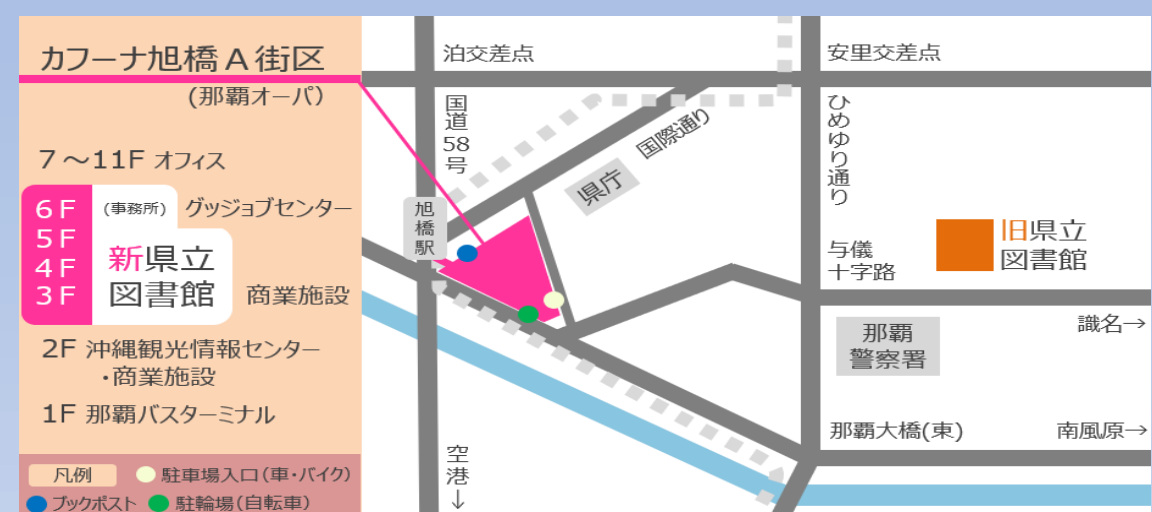 カフーナ旭橋A街区
(那覇オーパ)
7～11F オフィス
6F (事務所) グッジョブセンター
5F
4F
3F
新県立
図書館
商業施設
2F 沖縄観光情報センター
・商業施設
1F 那覇バスターミナル
凡例
駐車場入口(車・バイク)
ブックポスト
駐輪場(自転車)
泊交差点
国道58号
旭橋駅
国際通り
県庁
空港↓
安里交差点
ひめゆり通り
与儀
十字路
旧県立
図書館
那覇
警察署
識名→
那覇大橋(東)
南風原→